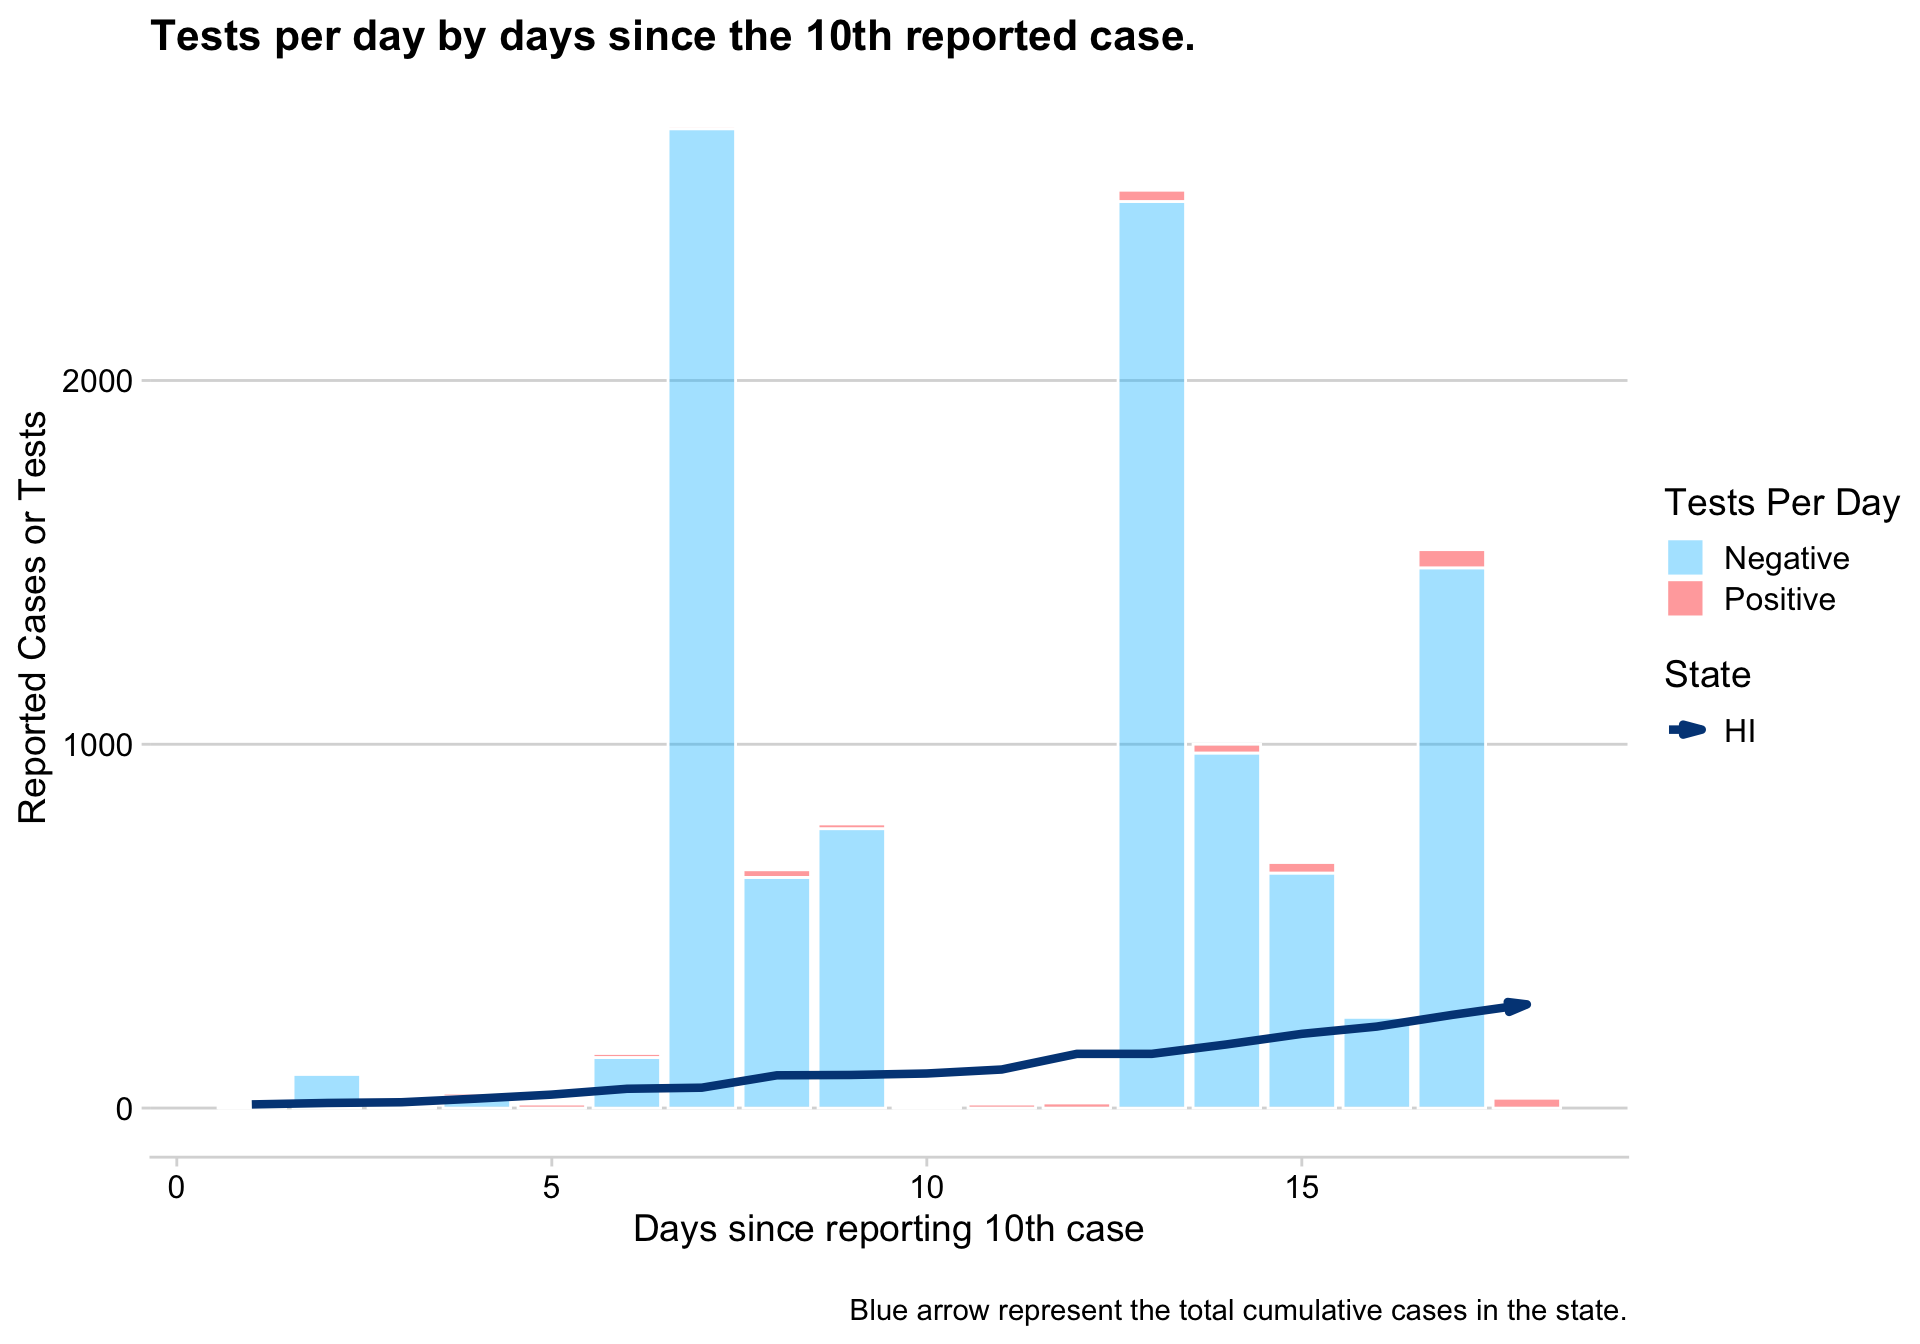 Tests per day by days since the 10th reported case.
Reported Cases or Tests
2000
1000
0
0 5 10 15
Days since reporting 10th case
Tests Per Day
Negative
Positive
State
HI
Blue arrow represent the total cumulative cases in the state.